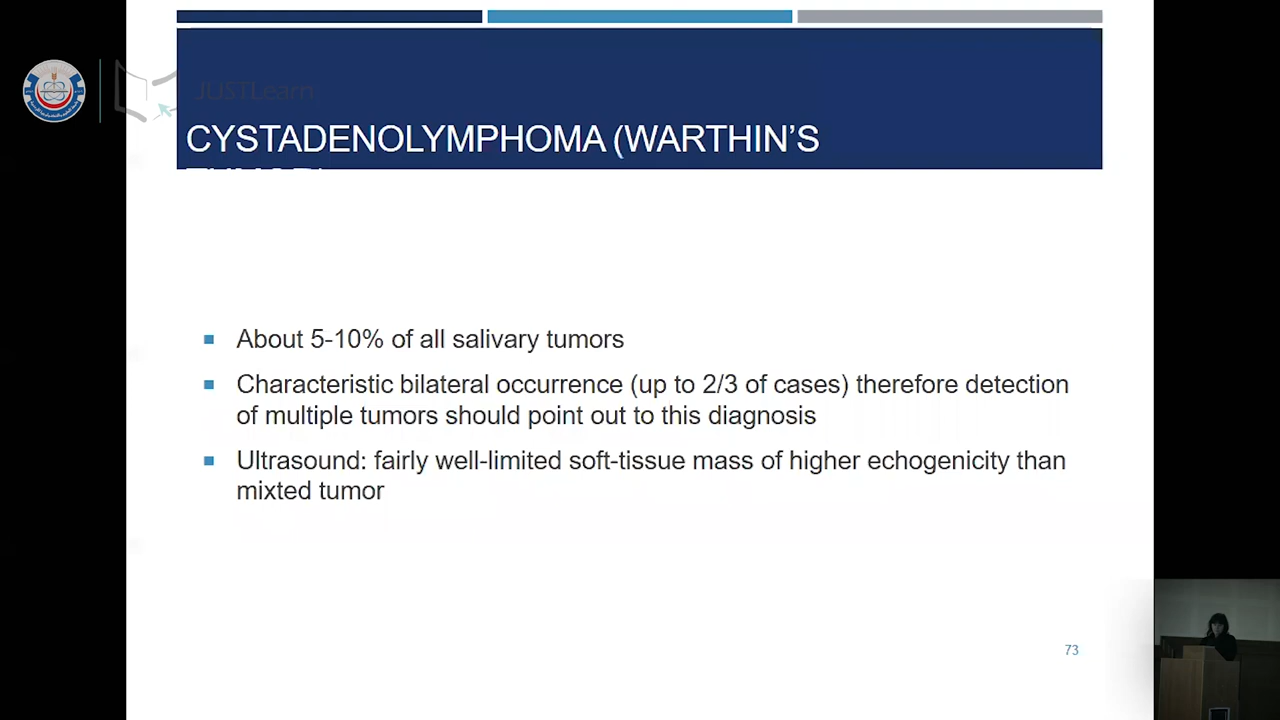 JUSTLearn
CYSTADENOLYMPHOMA (WARTHIN’S
About 5-10% of all salivary tumors
Characteristic bilateral occurrence (up to 2/3 of cases) therefore detection
of multiple tumors should point out to this diagnosis
Ultrasound: fairly well-limited soft-tissue mass of higher echogenicity than
mixted tumor
73